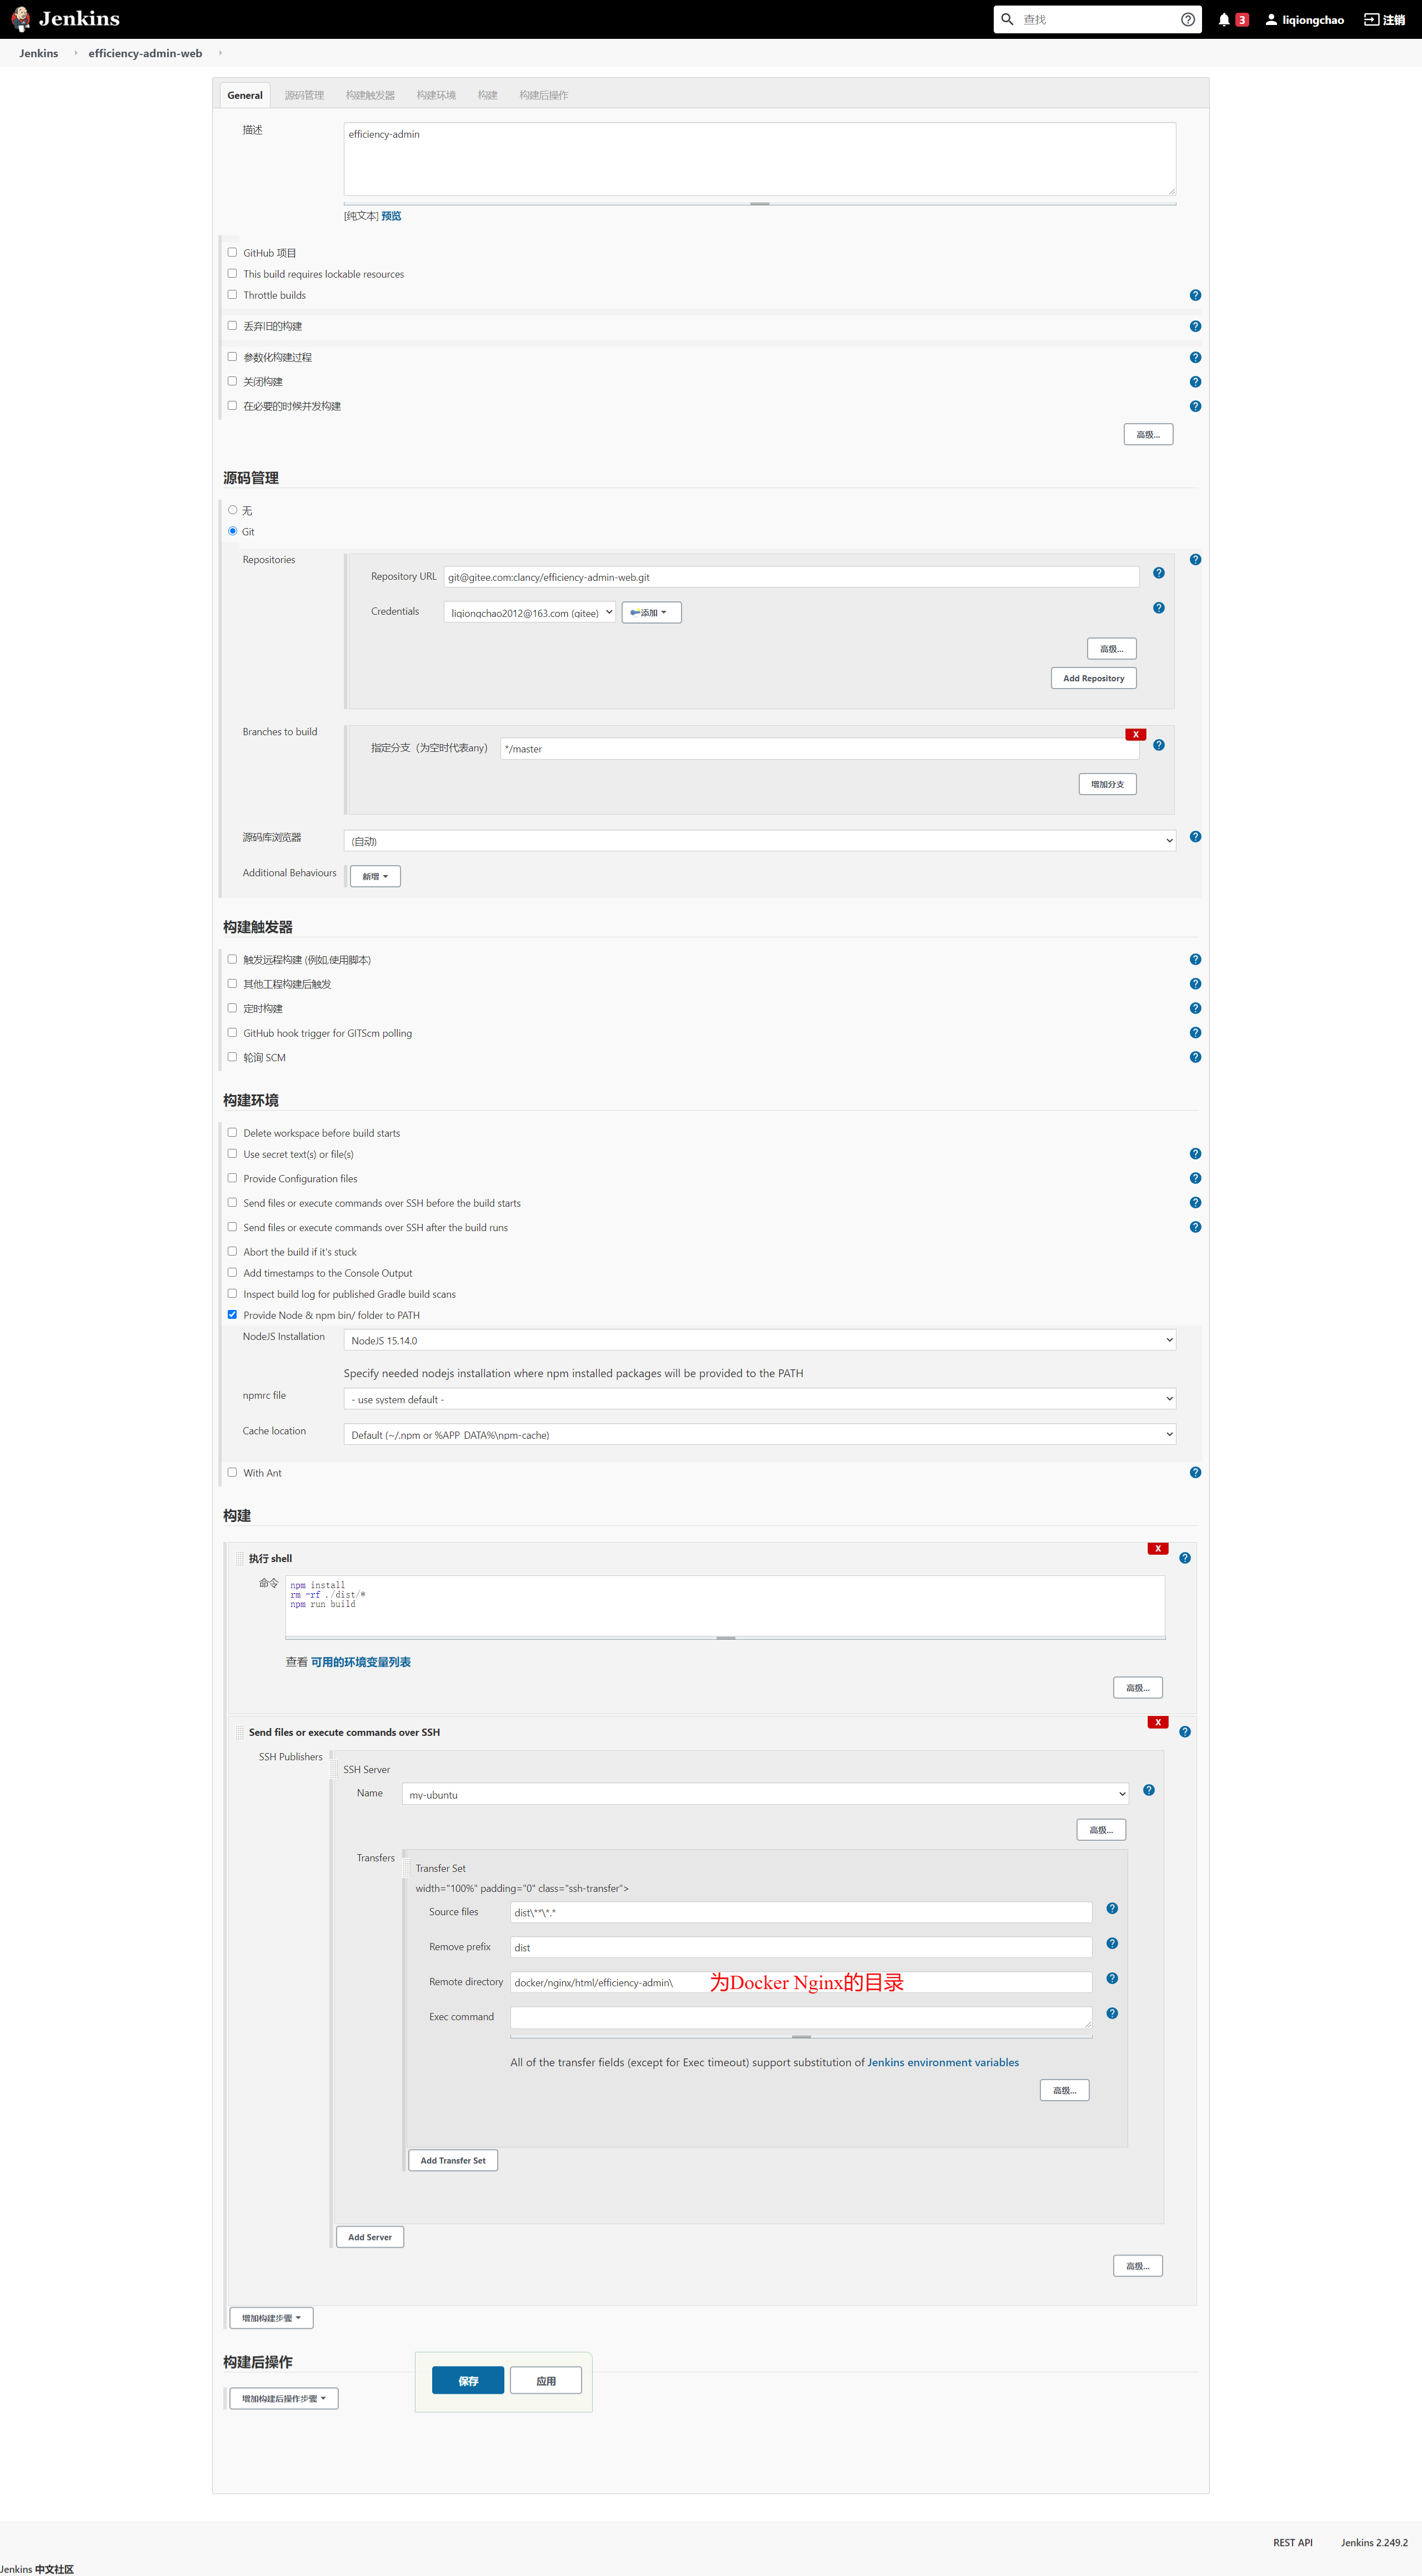 Jenkins
查找
3
liqiongchao
注销
Jenkins
efficiency-admin-web
General
源码管理
构建触发器
构建环境
构建
构建后操作
描述
efficiency-admin
[纯文本] 预览
GitHub 项目
This build requires lockable resources
Throttle builds
丢弃旧的构建
参数化构建过程
关闭构建
在必要的时候并发构建
高级...
源码管理
无
Git
Repositories
Repository URL
git@gitee.com:clancy/efficiency-admin-web.git
Credentials
liqiongchao2012@163.com (gitee)
添加
高级...
Add Repository
Branches to build
X
指定分支（为空时代表any）
*/master
增加分支
源码库浏览器
(自动)
Additional Behaviours
新增
构建触发器
触发远程构建 (例如,使用脚本)
其他工程构建后触发
定时构建
GitHub hook trigger for GITScm polling
轮询 SCM
构建环境
Delete workspace before build starts
Use secret text(s) or file(s)
Provide Configuration files
Send files or execute commands over SSH before the build starts
Send files or execute commands over SSH after the build runs
Abort the build if it's stuck
Add timestamps to the Console Output
Inspect build log for published Gradle build scans
Provide Node & npm bin/ folder to PATH
NodeJS Installation
NodeJS 15.14.0
Specify needed nodejs installation where npm installed packages will be provided to the PATH
npmrc file
- use system default -
Cache location
Default (~/.npm or %APP_DATA%\npm-cache)
With Ant
构建
X
执行 shell
命令
npm install
rm -rf ./dist/*
npm run build
查看 可用的环境变量列表
高级...
X
Send files or execute commands over SSH
SSH Publishers
SSH Server
Name
my-ubuntu
高级...
Transfers
Transfer Set
width="100%" padding="0" class="ssh-transfer">
Source files
dist\**\*.*
Remove prefix
dist
Remote directory
docker/nginx/html/efficiency-admin\
为Docker Nginx的目录
Exec command
All of the transfer fields (except for Exec timeout) support substitution of Jenkins environment variables
高级...
Add Transfer Set
Add Server
高级...
增加构建步骤
构建后操作
保存
应用
增加构建后操作步骤
REST API
Jenkins 2.249.2
Jenkins 中文社区